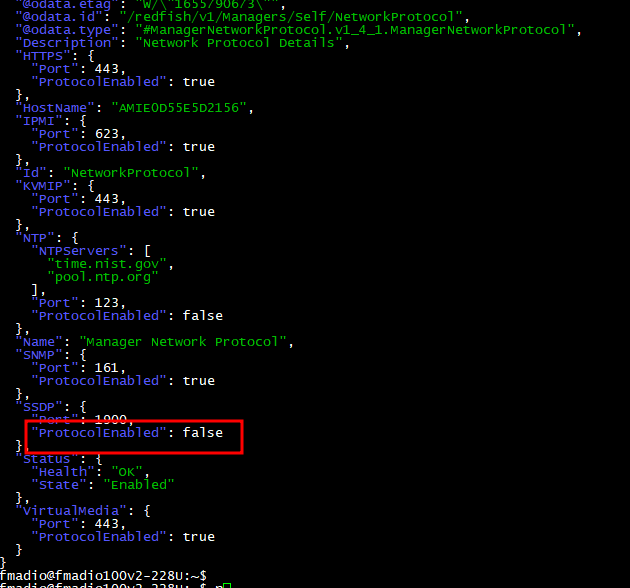 "@odata.etag": "W/\"1655790673\"",
"@odata.id": "/redfish/v1/Managers/Self/NetworkProtocol",
"@odata.type": "#ManagerNetworkProtocol.v1_4_1.ManagerNetworkProtocol",
"Description": "Network Protocol Details",
"HTTPS": {
"Port": 443,
"ProtocolEnabled": true
},
"HostName": "AMIE0D55E5D2156",
"IPMI": {
"Port": 623,
"ProtocolEnabled": true
},
"Id": "NetworkProtocol",
"KVMIP": {
"Port": 443,
"ProtocolEnabled": true
},
"NTP": {
"NTPServers": [
"time.nist.gov",
"pool.ntp.org"
],
"Port": 123,
"ProtocolEnabled": false
},
"Name": "Manager Network Protocol",
"SNMP": {
"Port": 161,
"ProtocolEnabled": true
},
"SSDP": {
"Port": 1900,
"ProtocolEnabled": false
},
"Status": {
"Health": "OK",
"State": "Enabled"
},
"VirtualMedia": {
"Port": 443,
"ProtocolEnabled": true
}
}
fmadio@fmadio100v2-228U:~$
fmadio@fmadio100v2-228U:~$